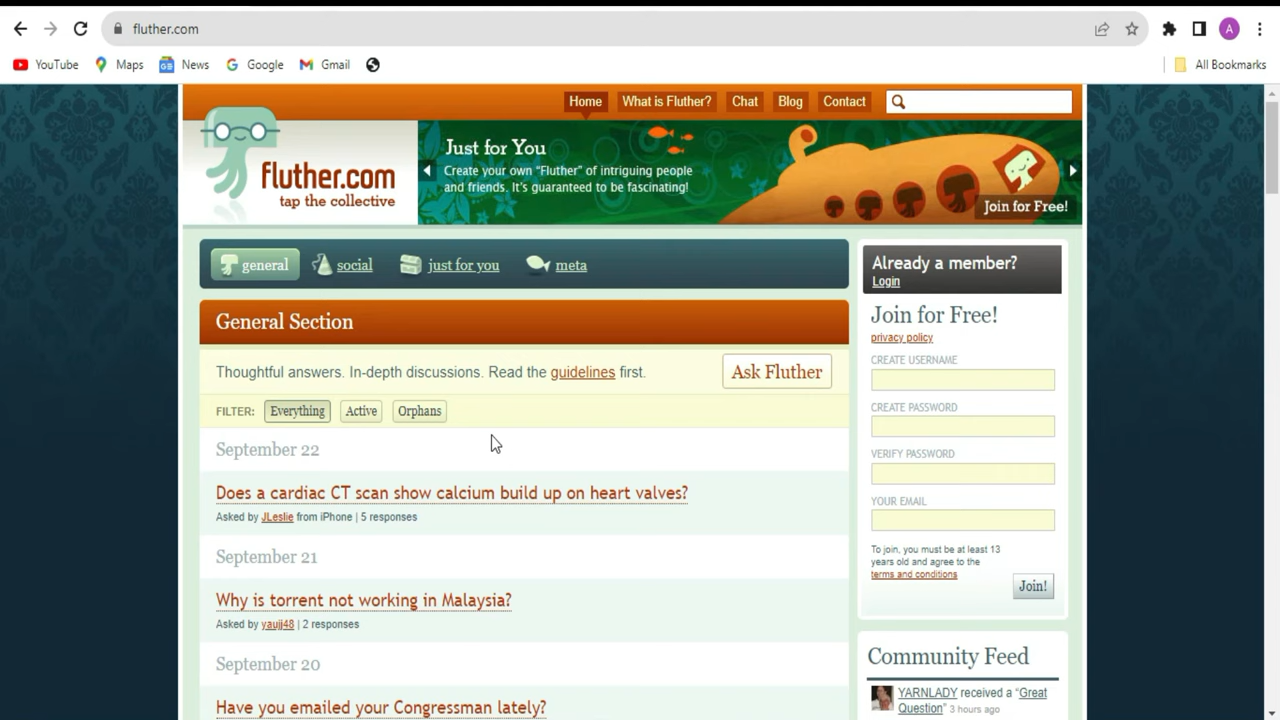 fluther.com
A
YouTube
Maps
News
Google
Gmail
All Bookmarks
Home
What is Fluther?
Chat
Blog
Contact
fluther.com
tap the collective
Just for You
Create your own “Fluther” of intriguing people
and friends. It’s guaranteed to be fascinating!
Join for Free!
general
social
just for you
meta
General Section
Thoughtful answers. In-depth discussions. Read the guidelines first.
Ask Fluther
FILTER:
Everything
Active
Orphans
September 22
Does a cardiac CT scan show calcium build up on heart valves?
Asked by JLeslie from iPhone | 5 responses
September 21
Why is torrent not working in Malaysia?
Asked by yaujj48 | 2 responses
September 20
Have you emailed your Congressman lately?
Already a member?
Login
Join for Free!
privacy policy
CREATE USERNAME
CREATE PASSWORD
VERIFY PASSWORD
YOUR EMAIL
To join, you must be at least 13
years old and agree to the
terms and conditions
Join!
Community Feed
YARNLADY received a “Great
Question” 3 hours ago